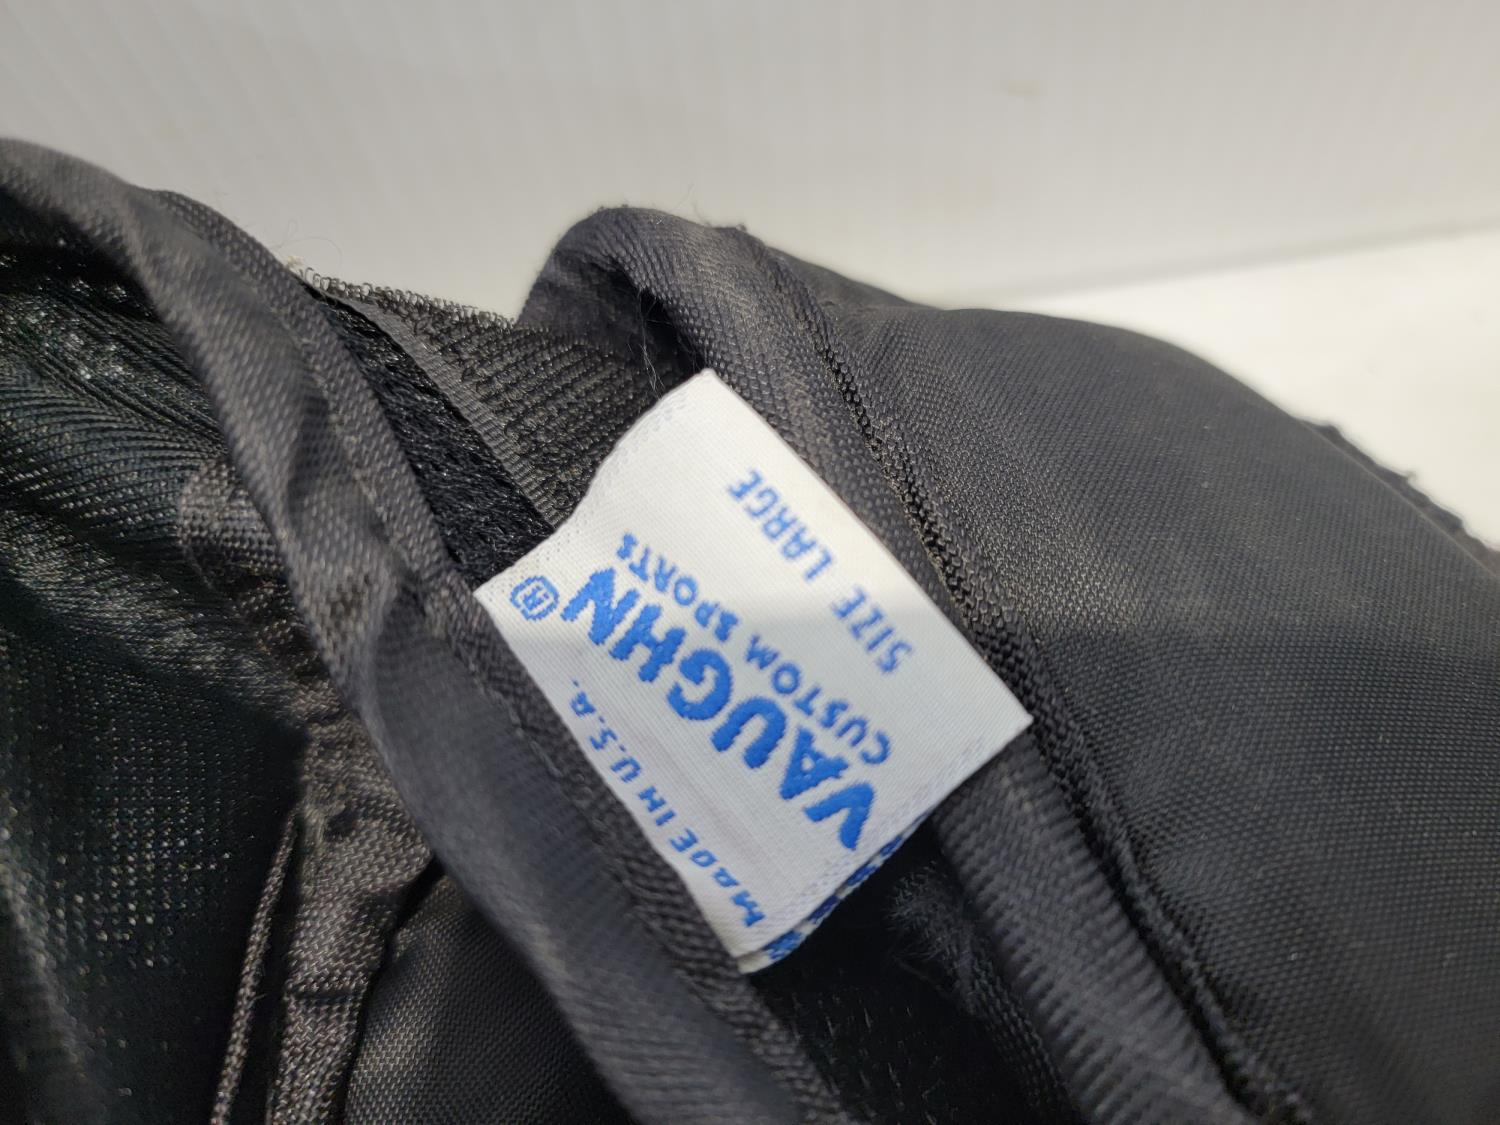 MADE IN U.S.A.
VAUGHN ®
CUSTOM SPORTS
SIZE LARGE